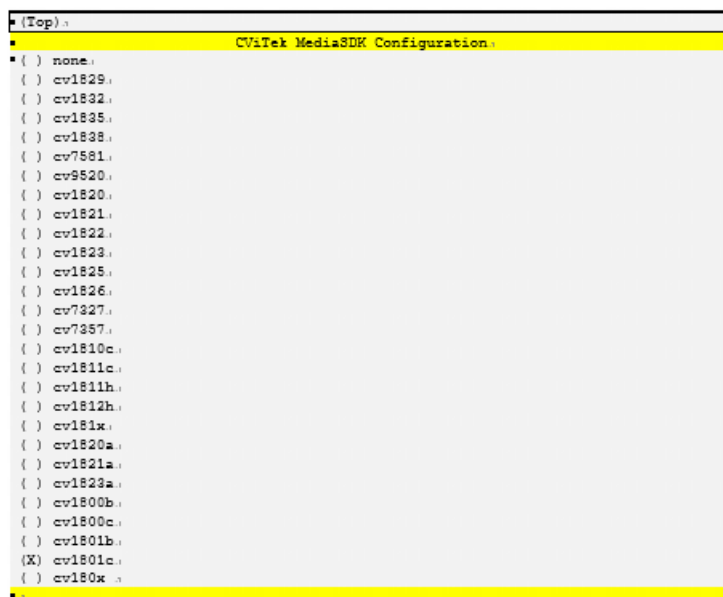 (Top)
CViTek MediaSDK Configuration
( ) none
( ) cv1829
( ) cv1832
( ) cv1835
( ) cv1838
( ) cv7581
( ) cv9520
( ) cv1820
( ) cv1821
( ) cv1822
( ) cv1823
( ) cv1825
( ) cv1826
( ) cv7327
( ) cv7357
( ) cv1810c
( ) cv1811c
( ) cv1811h
( ) cv1812h
( ) cv181x
( ) cv1820a
( ) cv1821a
( ) cv1823a
( ) cv1800b
( ) cv1800c
( ) cv1801b
(X) cv1801c
( ) cv180x